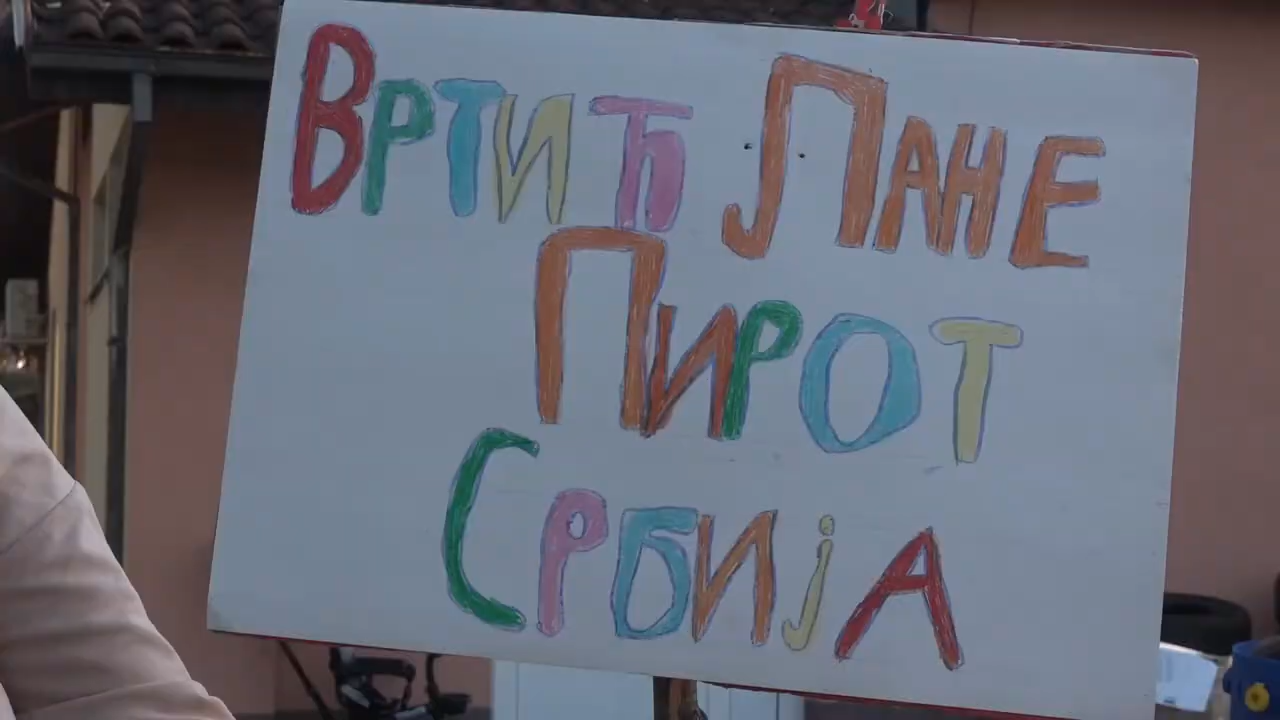 Вртић Лане
Пирот
Србија